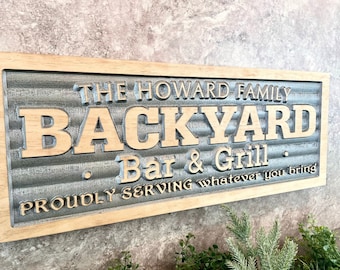 THE HOWARD FAMILY
BACKYARD
• Bar & Grill •
PROUDLY SERVING whatever you bring